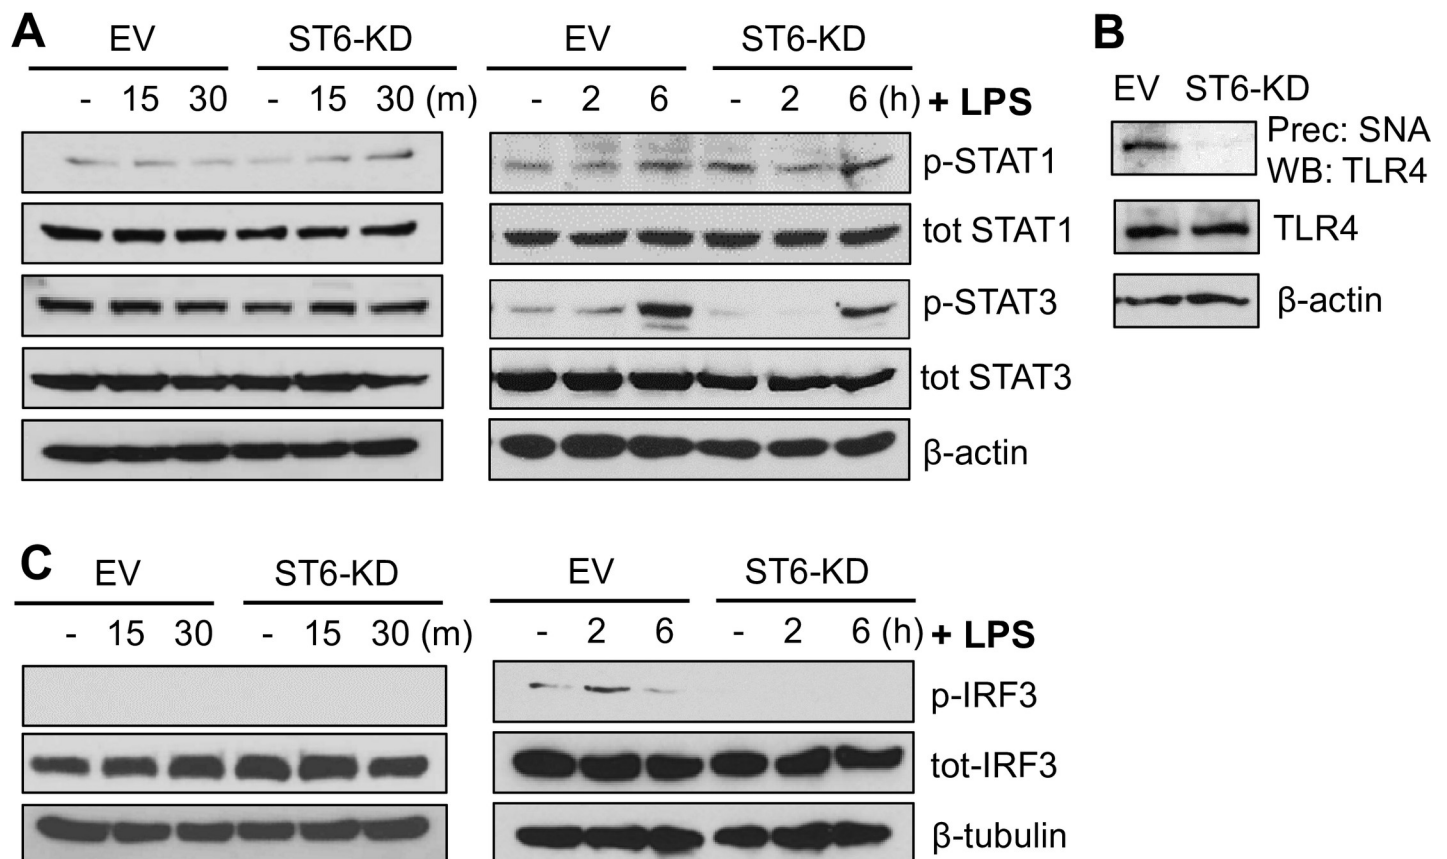 A
EV ST6-KD EV ST6-KD
- 15 30 - 15 30 (m) - 2 6 - 2 6 (h) + LPS
p-STAT1
tot STAT1
p-STAT3
tot STAT3
β-actin
B
EV ST6-KD
Prec: SNA
WB: TLR4
TLR4
β-actin
C
EV ST6-KD EV ST6-KD
- 15 30 - 15 30 (m) - 2 6 - 2 6 (h) + LPS
p-IRF3
tot-IRF3
β-tubulin